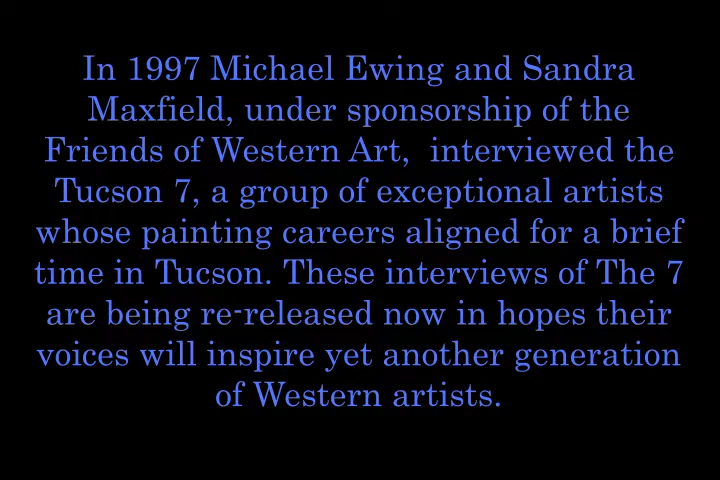 In 1997 Michael Ewing and Sandra
Maxfield, under sponsorship of the
Friends of Western Art,  interviewed the
Tucson 7, a group of exceptional artists
whose painting careers aligned for a brief
time in Tucson. These interviews of The 7
are being re-released now in hopes their
voices will inspire yet another generation
of Western artists.